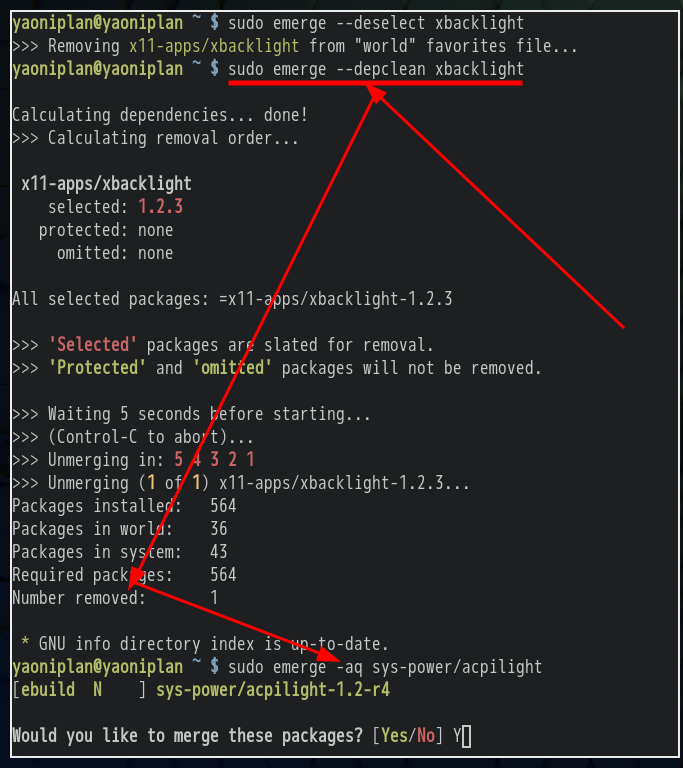 yaoniplan@yaoniplan ~ $ sudo emerge --deselect xbacklight
>>> Removing x11-apps/xbacklight from "world" favorites file...
yaoniplan@yaoniplan ~ $ sudo emerge --depclean xbacklight
Calculating dependencies... done!
>>> Calculating removal order...
x11-apps/xbacklight
selected: 1.2.3
protected: none
omitted: none
All selected packages: =x11-apps/xbacklight-1.2.3
>>> 'Selected' packages are slated for removal.
>>> 'Protected' and 'omitted' packages will not be removed.
>>> Waiting 5 seconds before starting...
>>> (Control-C to abort)...
>>> Unmerging in: 5 4 3 2 1
>>> Unmerging (1 of 1) x11-apps/xbacklight-1.2.3...
Packages installed: 564
Packages in world: 36
Packages in system: 43
Required packages: 564
Number removed: 1
* GNU info directory index is up-to-date.
yaoniplan@yaoniplan ~ $ sudo emerge -aq sys-power/acpilight
[ebuild N ] sys-power/acpilight-1.2-r4
Would you like to merge these packages? [Yes/No] Y